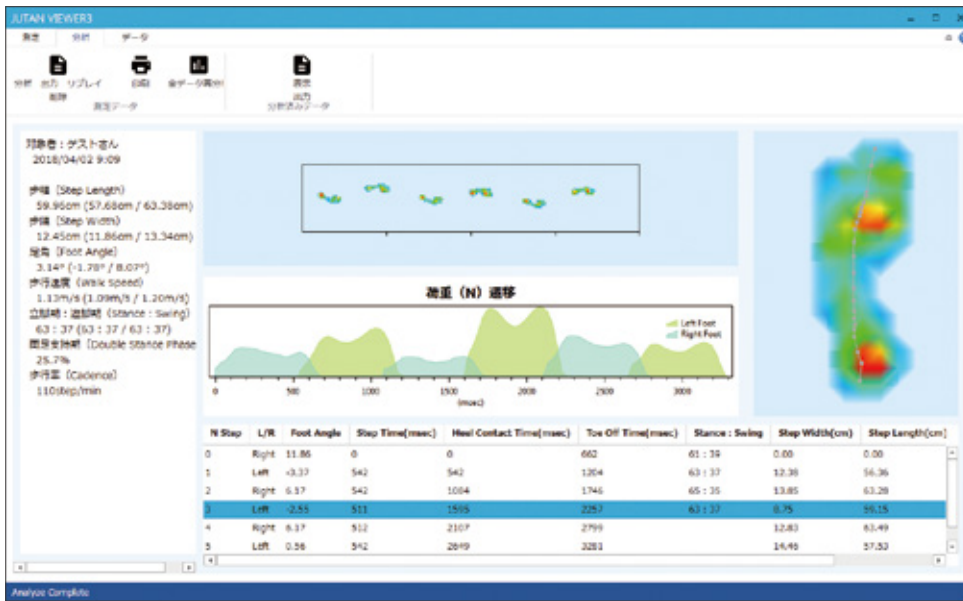 JUTAN VIEWER3
測定 分析 データ
分析 出力 リプレイ 印刷 全データ再分析 表示
削除 出力
測定データ 分析済みデータ
対象者：ゲストさん
2018/04/02 9:09
歩幅 (Step Length)
59.96cm (57.68cm / 63.38cm)
歩隔 (Step Width)
12.45cm (11.86cm / 13.34cm)
足角 (Foot Angle)
3.14° (-1.78° / 8.07°)
歩行速度 (Walk Speed)
1.13m/s (1.09m/s / 1.20m/s)
立脚期：遊脚期 (Stance : Swing)
63 : 37 (63 : 37 / 63 : 37)
両足支持期 (Double Stance Phase
25.7%
歩行率 (Cadence)
110step/min
荷重 (N) 遷移
Left Foot
Right Foot
0 500 1000 1500 2000 2500 3000
(msec)
N Step L/R Foot Angle Step Time(msec) Heel Contact Time(msec) Toe Off Time(msec) Stance : Swing Step Width(cm) Step Length(cm)
0 Right 11.86 0 0 662 61 : 39 0.00 0.00
1 Left -3.37 542 542 1204 63 : 37 12.38 56.36
2 Right 6.17 542 1084 1746 65 : 35 13.85 63.28
3 Left -2.55 511 1595 2257 63 : 37 8.75 59.15
4 Right 6.17 512 2107 2799 12.83 63.49
5 Left 0.56 542 2649 3281 14.46 57.53
Analyze Complete